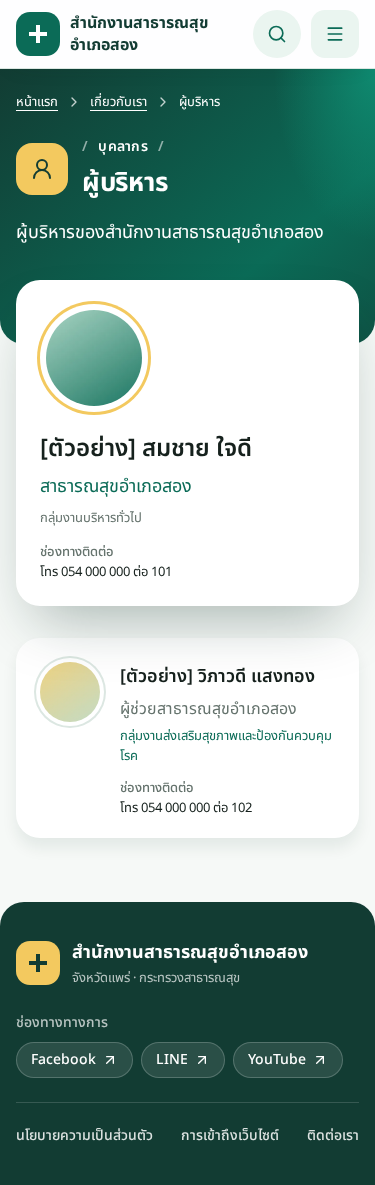 สำนักงานสาธารณสุข
อำเภอสอง
หน้าแรก > เกี่ยวกับเรา > ผู้บริหาร
/ บุคลากร /
ผู้บริหาร
ผู้บริหารของสำนักงานสาธารณสุขอำเภอสอง
[ตัวอย่าง] สมชาย ใจดี
สาธารณสุขอำเภอสอง
กลุ่มงานบริหารทั่วไป
ช่องทางติดต่อ
โทร 054 000 000 ต่อ 101
[ตัวอย่าง] วิภาวดี แสงทอง
ผู้ช่วยสาธารณสุขอำเภอสอง
กลุ่มงานส่งเสริมสุขภาพและป้องกันควบคุม
โรค
ช่องทางติดต่อ
โทร 054 000 000 ต่อ 102
สำนักงานสาธารณสุขอำเภอสอง
จังหวัดแพร่ · กระทรวงสาธารณสุข
ช่องทางทางการ
Facebook LINE YouTube
นโยบายความเป็นส่วนตัว การเข้าถึงเว็บไซต์ ติดต่อเรา